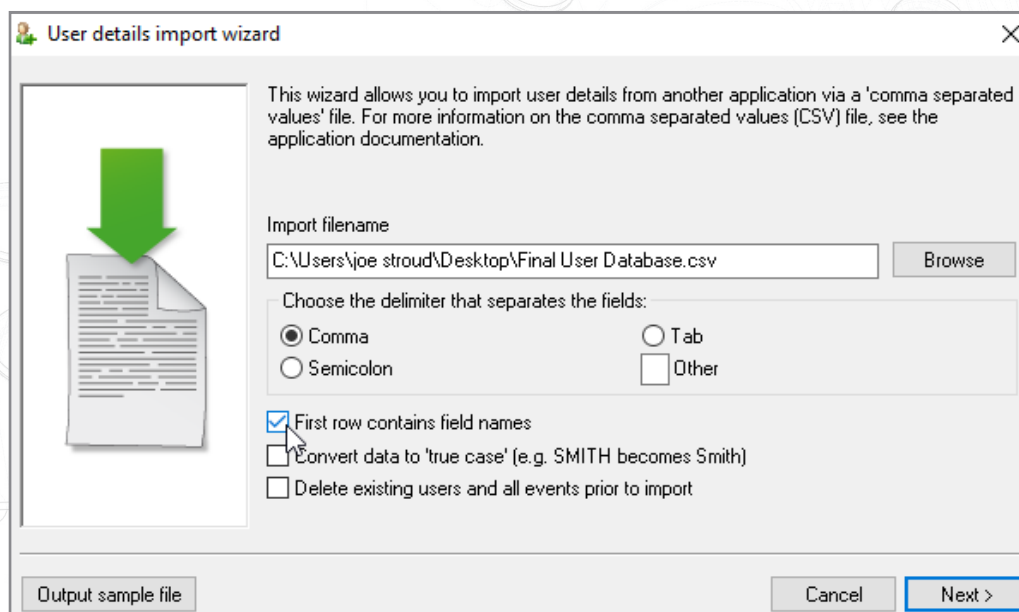 User details import wizard
This wizard allows you to import user details from another application via a 'comma separated
values' file. For more information on the comma separated values (CSV) file, see the
application documentation.
Import filename
C:\Users\joe stroud\Desktop\Final User Database.csv
Browse
Choose the delimiter that separates the fields:
Comma
Tab
Semicolon
Other
First row contains field names
Convert data to 'true case' (e.g. SMITH becomes Smith)
Delete existing users and all events prior to import
Output sample file
Cancel
Next >